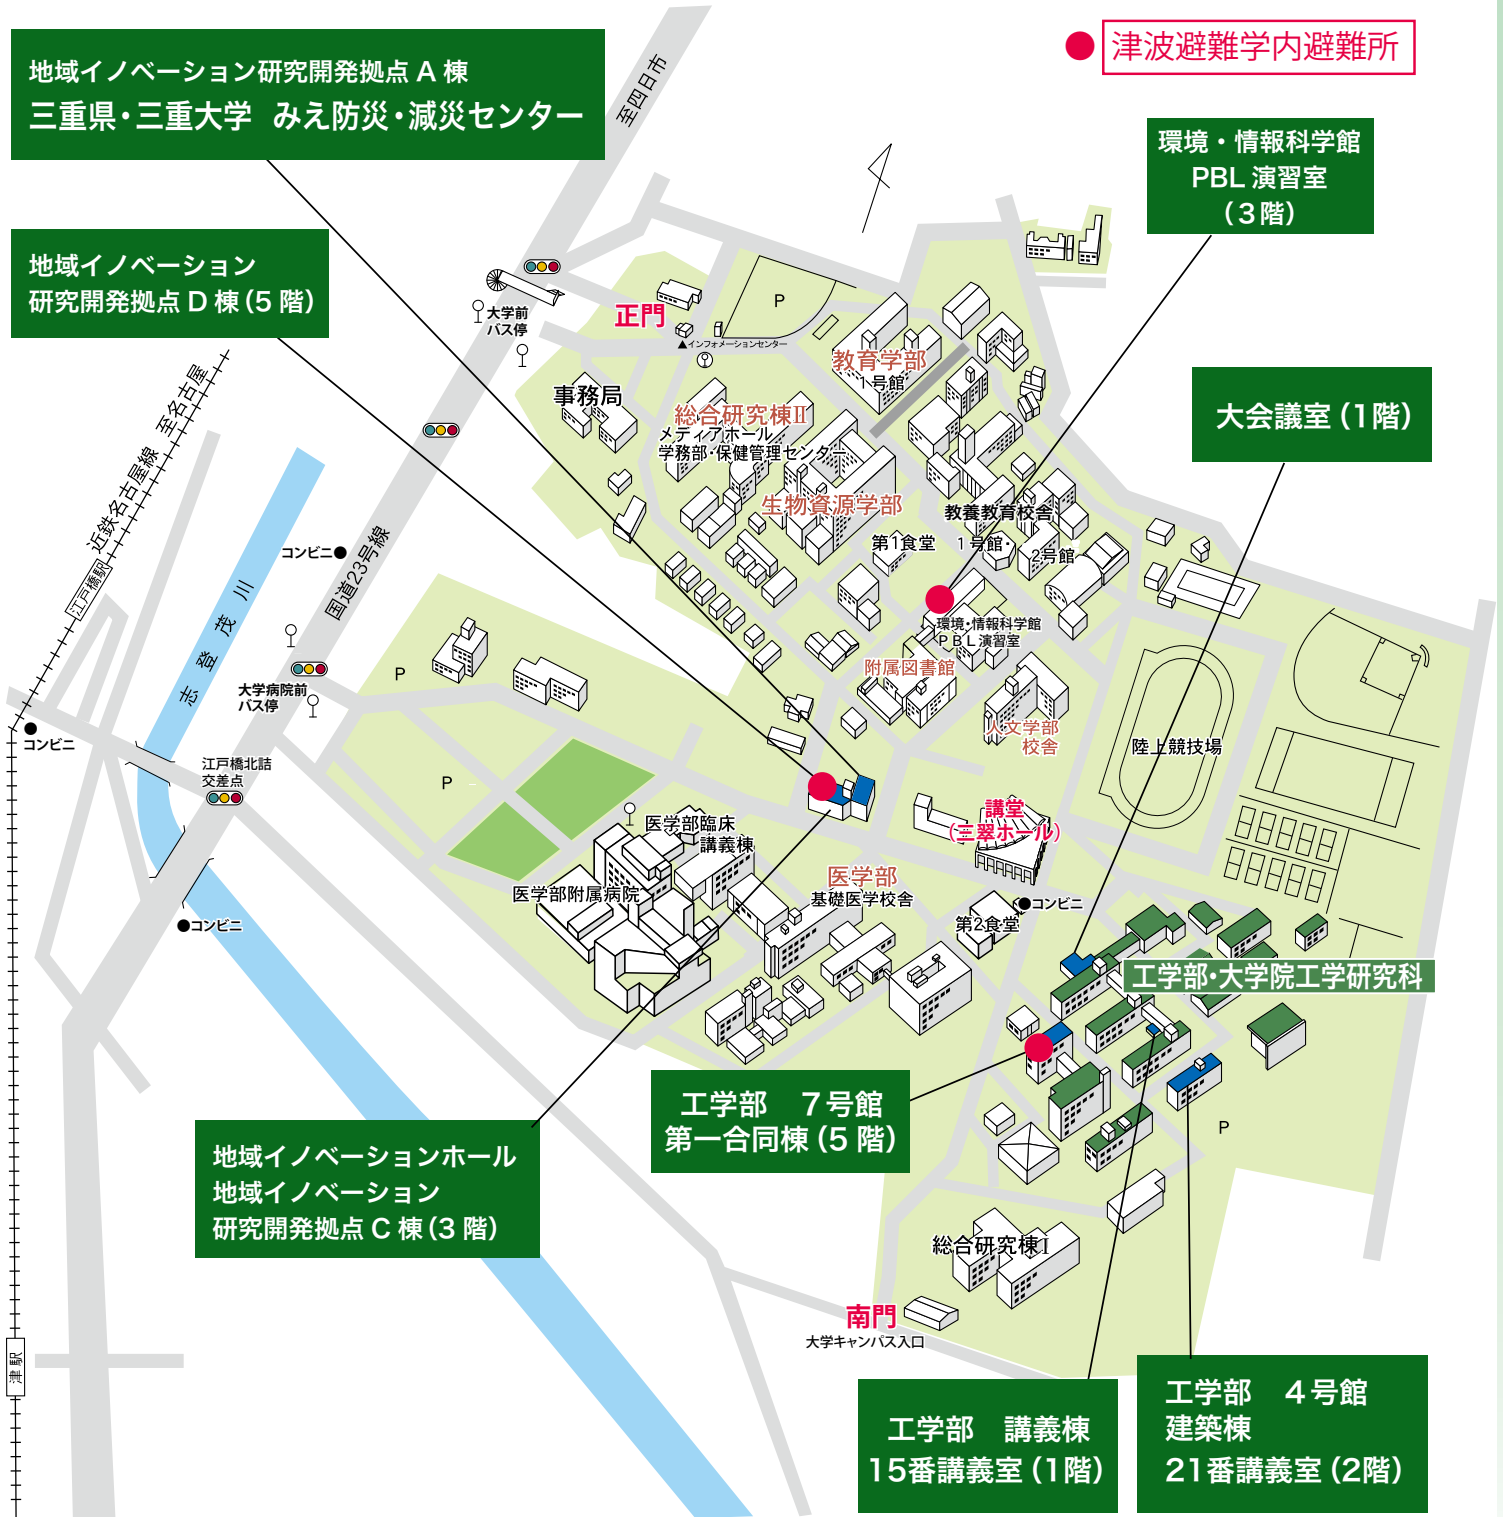 地域イノベーション研究開発拠点 A 棟
三重県・三重大学 みえ防災・減災センター
津波避難学内避難所
至四日市
環境・情報科学館
PBL 演習室
（3階）
地域イノベーション
研究開発拠点 D 棟（5階）
大学前
バス停
正門
P
▲インフォメーションセンター
教育学部
1号館
事務局
総合研究棟Ⅱ
メディアホール
学務部・保健管理センター
大会議室（1階）
近鉄名古屋線 至名古屋
江戸橋駅
コンビニ
国道23号線
志登茂川
生物資源学部
教養教育校舎
1号館・
2号館
第1食堂
環境・情報科学館
PBL演習室
附属図書館
人文学部
校舎
陸上競技場
P
大学病院前
バス停
コンビニ
江戸橋北詰
交差点
P
講堂
（三翠ホール）
医学部臨床
講義棟
医学部附属病院
医学部
基礎医学校舎
コンビニ
第2食堂
コンビニ
工学部・大学院工学研究科
工学部 7号館
第一合同棟（5階）
P
地域イノベーションホール
地域イノベーション
研究開発拠点 C 棟（3階）
総合研究棟Ⅰ
南門
大学キャンパス入口
津駅
工学部 講義棟
15番講義室（1階）
工学部 4号館
建築棟
21番講義室（2階）